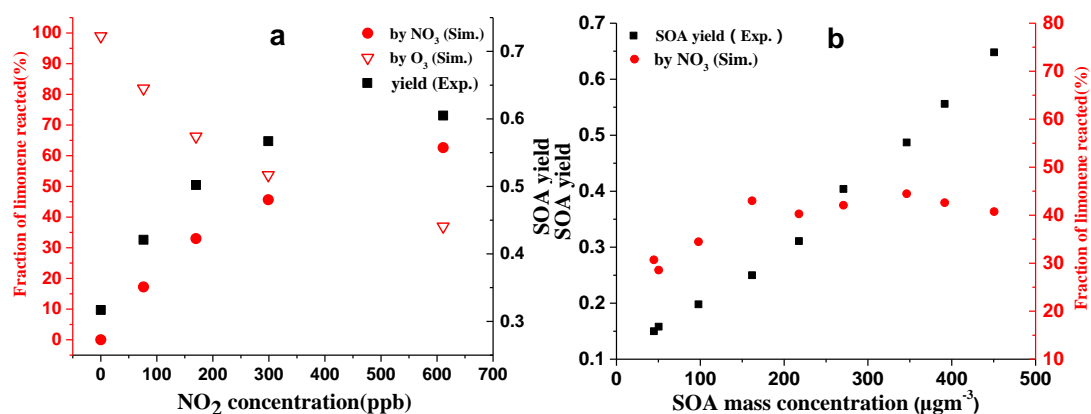 a
by NO3 (Sim.)
by O3 (Sim.)
yield (Exp.)
Fraction of limonene reacted(%)
100
90
80
70
60
50
40
30
20
10
0
0.7
0.6
0.5
0.4
0.3
SOA yield
0 100 200 300 400 500 600 700
NO2 concentration(ppb)
b
SOA yield ( Exp. )
by NO3 (Sim.)
SOA yield
0.7
0.6
0.5
0.4
0.3
0.2
0.1
80
70
60
50
40
30
20
10
Fraction of limonene reacted(%)
0 100 200 300 400 500
SOA mass concentration (μgm-3)